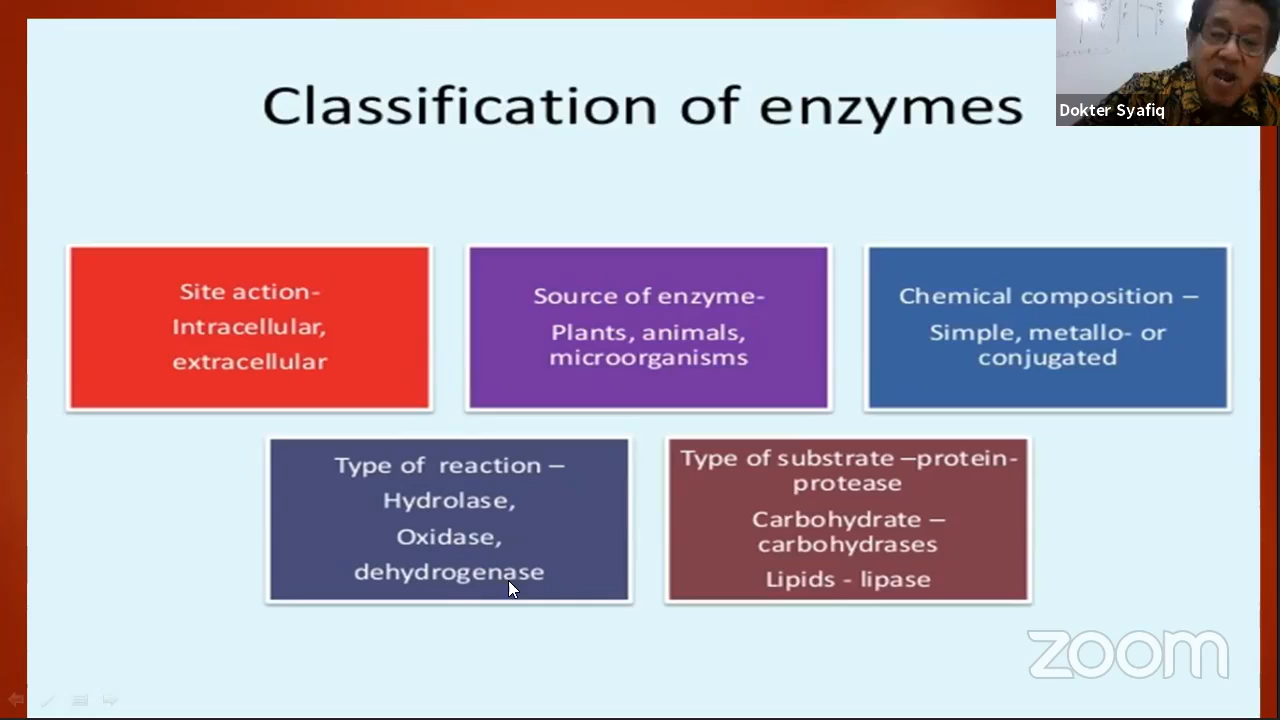 Classification of enzymes
Dokter Syafiq
Site action-
Intracellular,
extracellular
Source of enzyme-
Plants, animals,
microorganisms
Chemical composition –
Simple, metallo- or
conjugated
Type of reaction –
Hydrolase,
Oxidase,
dehydrogenase
Type of substrate –protein-
protease
Carbohydrate –
carbohydrases
Lipids - lipase
zoom